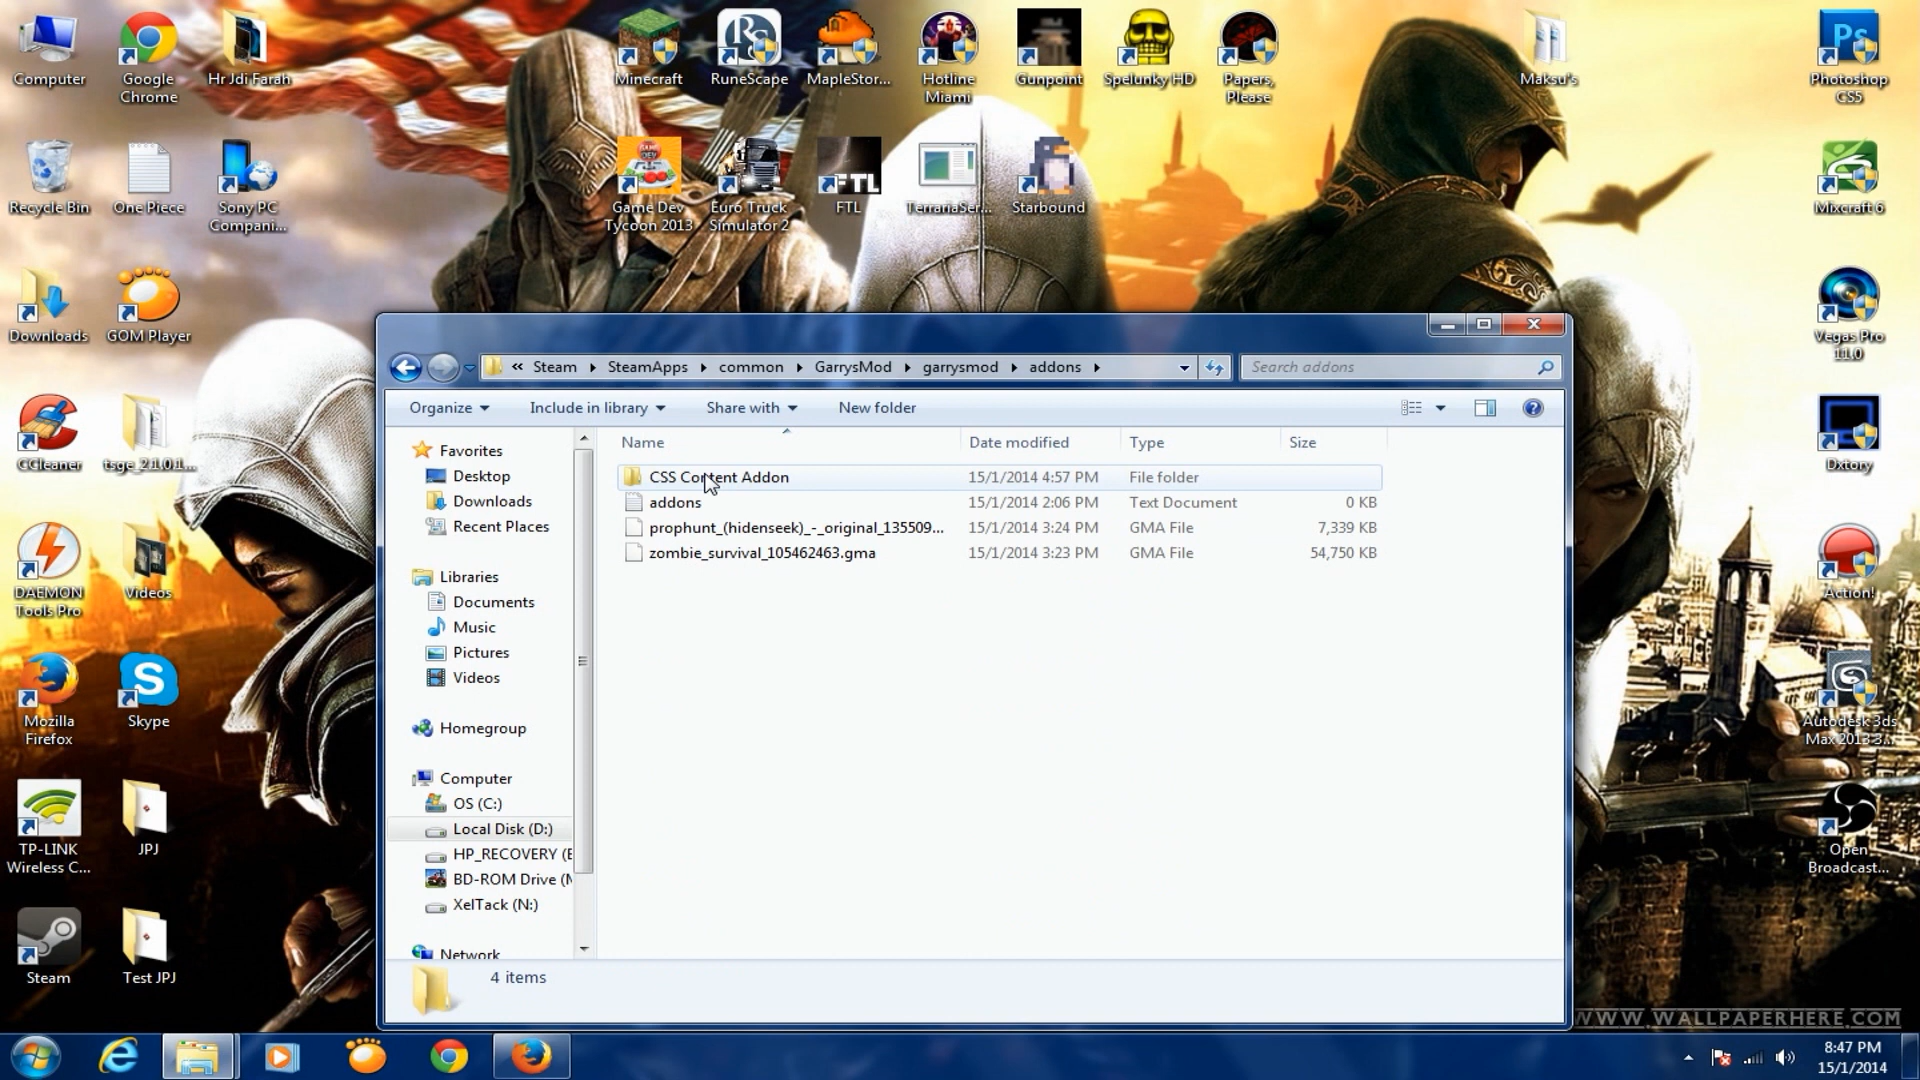 Computer
Google
Chrome
Hr Jdi Farah
Minecraft
RuneScape
MapleStor...
Hotline
Miami
Gunpoint
Spelunky HD
Papers,
Please
Maksu's
Ps
Photoshop
CS5
Recycle Bin
One Piece
Sony PC
Compani...
Game Dev
Tycoon 2013
Euro Truck
Simulator 2
FTL
FTL
TerrariaSer...
Starbound
Mixcraft 6
Downloads
GOM Player
Vegas Pro
11.0
CCleaner
tsge_2.1.0.1...
Dxtory
DAEMON
Tools Pro
Videos
Action!
Mozilla
Firefox
Skype
Autodesk 3ds
Max 2013 3...
TP-LINK
Wireless C...
JPJ
Open
Broadcast...
Steam
Test JPJ
« Steam SteamApps common GarrysMod garrysmod addons
Search addons
Organize Include in library Share with New folder
Name Date modified Type Size
CSS Content Addon 15/1/2014 4:57 PM File folder
addons 15/1/2014 2:06 PM Text Document 0 KB
prophunt_(hidenseek)_-_original_135509... 15/1/2014 3:24 PM GMA File 7,339 KB
zombie_survival_105462463.gma 15/1/2014 3:23 PM GMA File 54,750 KB
Favorites
Desktop
Downloads
Recent Places
Libraries
Documents
Music
Pictures
Videos
Homegroup
Computer
OS (C:)
Local Disk (D:)
HP_RECOVERY (E
BD-ROM Drive (
XelTack (N:)
Network
4 items
WWW.WALLPAPERHERE.COM
8:47 PM
15/1/2014